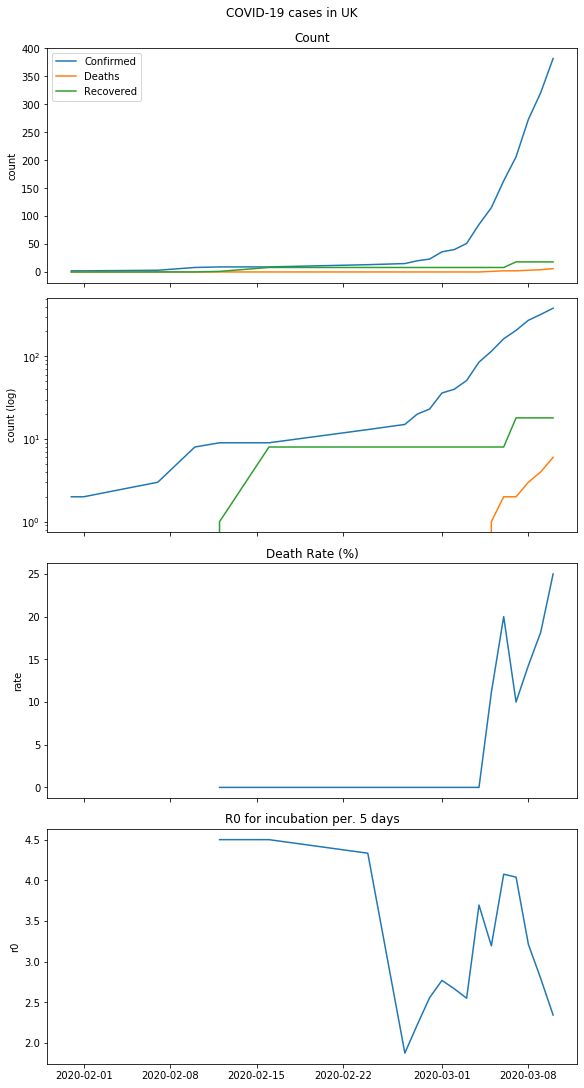 COVID-19 cases in UK
Count
400
350
300
250
200
150
100
50
0
count
Confirmed
Deaths
Recovered
10²
10¹
10⁰
count (log)
Death Rate (%)
25
20
15
10
5
0
rate
R0 for incubation per. 5 days
4.5
4.0
3.5
3.0
2.5
2.0
r0
2020-02-01 2020-02-08 2020-02-15 2020-02-22 2020-03-01 2020-03-08